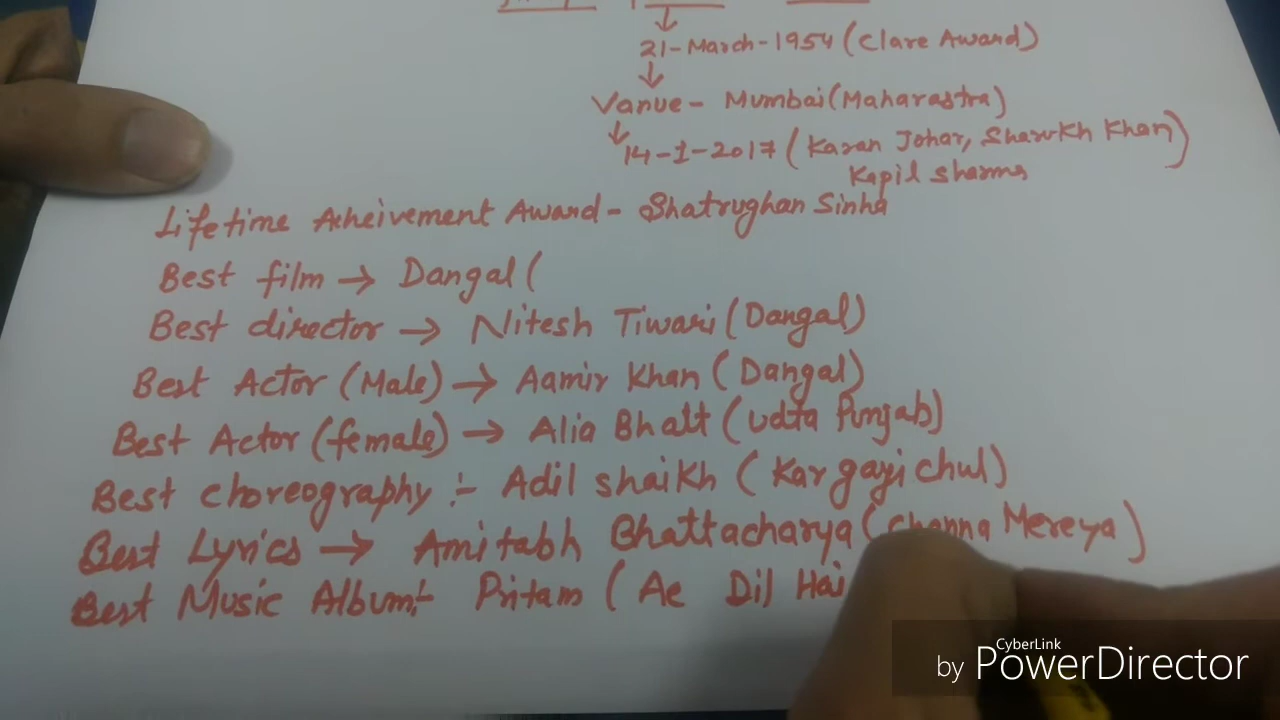 21-March-1954 (Clare Award)
Vanue - Mumbai (Maharastra)
14-1-2017 (Karan Johar, Sharukh Khan)
Kapil Sharma
Lifetime Acheivement Award - Shatrughan Sinha
Best film → Dangal (
Best director → Nitesh Tiwari (Dangal)
Best Actor (Male) → Aamir Khan (Dangal)
Best Actor (female) → Alia Bhatt (Udta Punjab)
Best choreography :- Adil Shaikh (Kar gayi chul)
Best Lyrics → Amitabh Bhattacharya (Channa Mereya)
Best Music Album:- Pritam (Ae Dil Hai
CyberLink
by PowerDirector